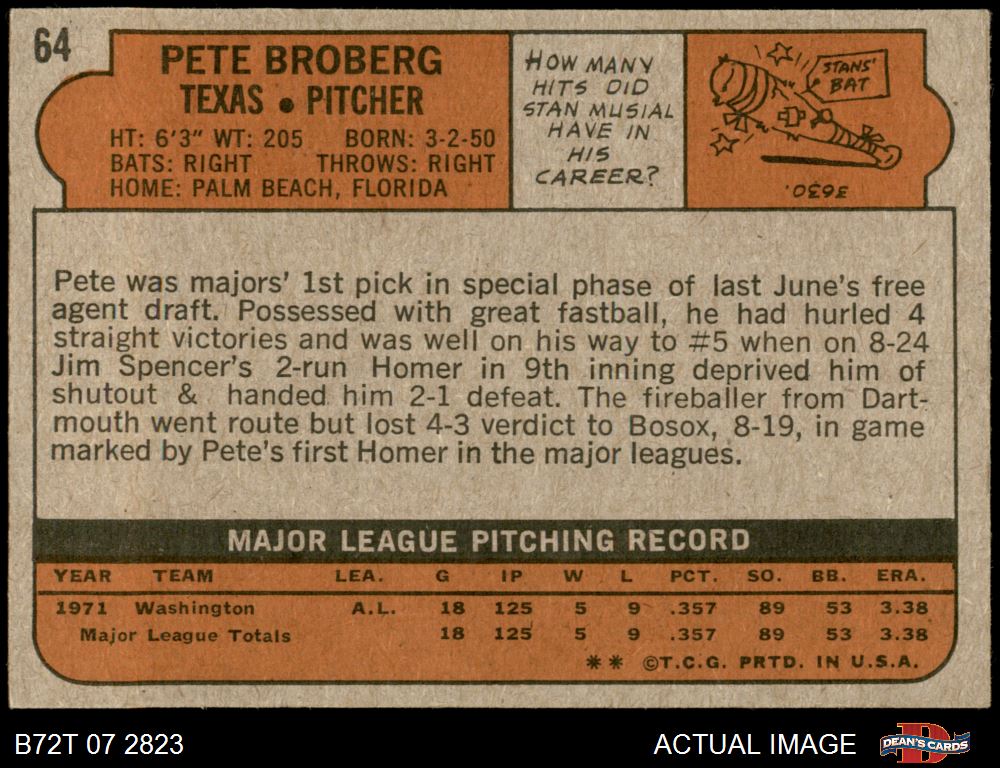 64
PETE BROBERG
TEXAS • PITCHER
HT: 6'3" WT: 205 BORN: 3-2-50
BATS: RIGHT THROWS: RIGHT
HOME: PALM BEACH, FLORIDA
HOW MANY
HITS DID
STAN MUSIAL
HAVE IN
HIS
CAREER?
STANS'
BAT
3630.
Pete was majors' 1st pick in special phase of last June's free
agent draft. Possessed with great fastball, he had hurled 4
straight victories and was well on his way to #5 when on 8-24
Jim Spencer's 2-run Homer in 9th inning deprived him of
shutout & handed him 2-1 defeat. The fireballer from Dart-
mouth went route but lost 4-3 verdict to Bosox, 8-19, in game
marked by Pete's first Homer in the major leagues.
MAJOR LEAGUE PITCHING RECORD
YEAR TEAM LEA. G IP W L PCT. SO. BB. ERA.
1971 Washington A.L. 18 125 5 9 .357 89 53 3.38
Major League Totals 18 125 5 9 .357 89 53 3.38
** ©T.C.G. PRTD. IN U.S.A.
B72T 07 2823 ACTUAL IMAGE DEAN'S CARDS